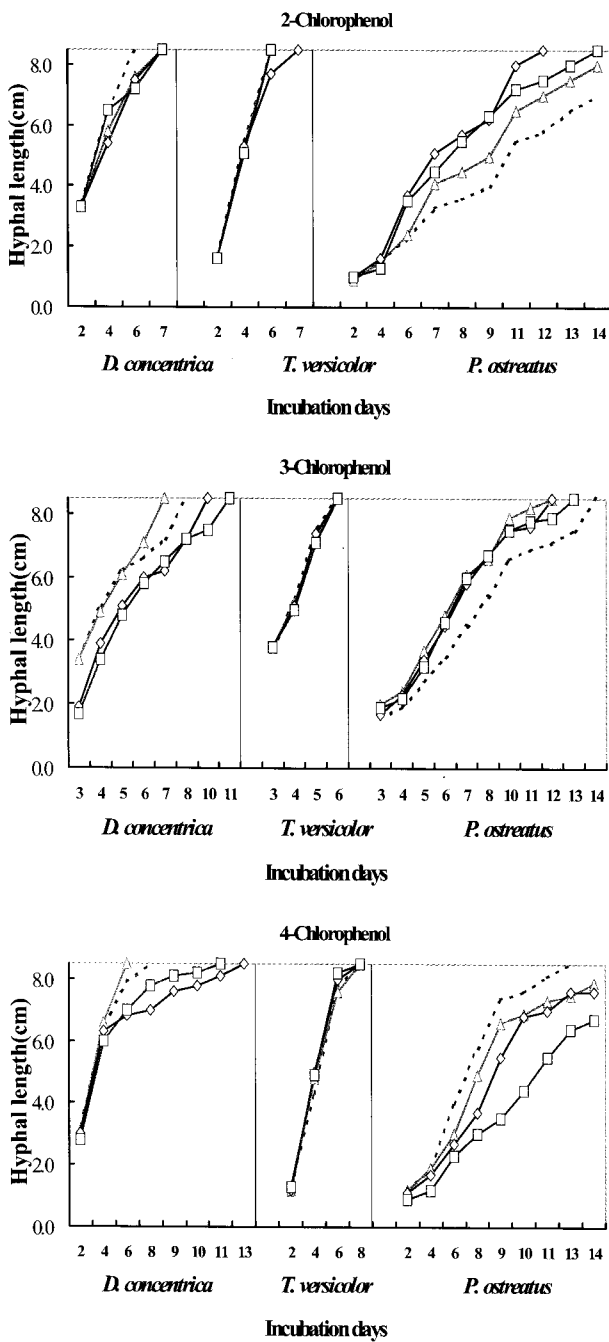 2-Chlorophenol
Hyphal length(cm)
8.0
6.0
4.0
2.0
0.0
2 4 6 7 2 4 6 7 2 4 6 7 8 9 11 12 13 14
D. concentrica T. versicolor P. ostreatus
Incubation days
3-Chlorophenol
Hyphal length(cm)
8.0
6.0
4.0
2.0
0.0
3 4 5 6 7 8 10 11 3 4 5 6 3 4 5 6 7 8 10 11 12 13 14
D. concentrica T. versicolor P. ostreatus
Incubation days
4-Chlorophenol
Hyphal length(cm)
8.0
6.0
4.0
2.0
0.0
2 4 6 8 9 10 11 13 2 4 6 8 2 4 6 8 9 10 11 13 14
D. concentrica T. versicolor P. ostreatus
Incubation days